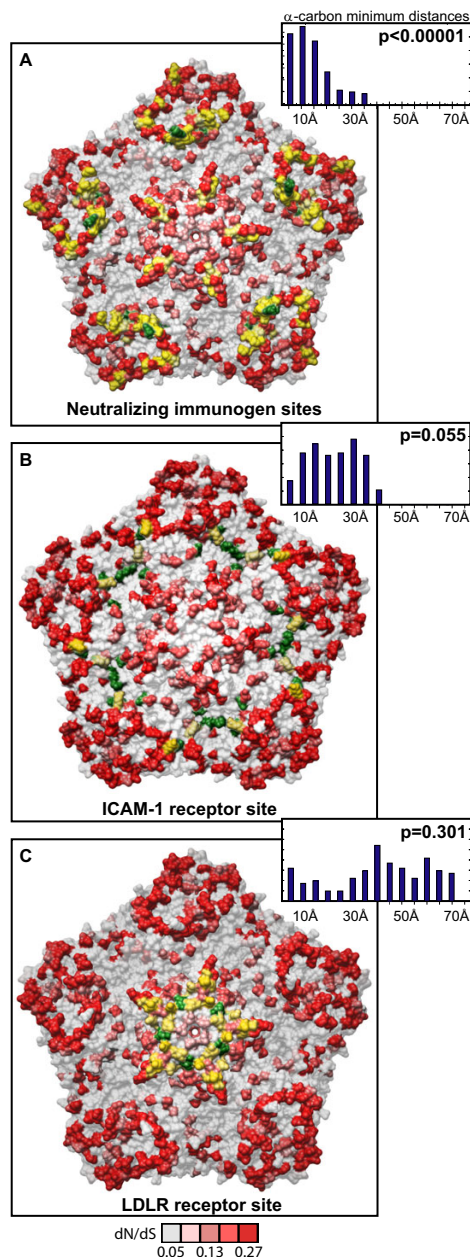 α-carbon minimum distances
A
p<0.00001
10Å 30Å 50Å 70Å
Neutralizing immunogen sites
B
p=0.055
10Å 30Å 50Å 70Å
ICAM-1 receptor site
C
p=0.301
10Å 30Å 50Å 70Å
LDLR receptor site
dN/dS
0.05 0.13 0.27